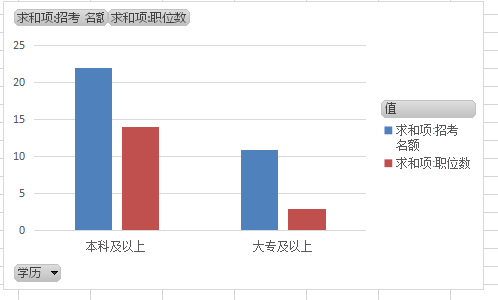 求和项:招考 名额 求和项:职位数
25
20
15
10
5
0
本科及以上 大专及以上
值
求和项:招考
名额
求和项:职位数
学历